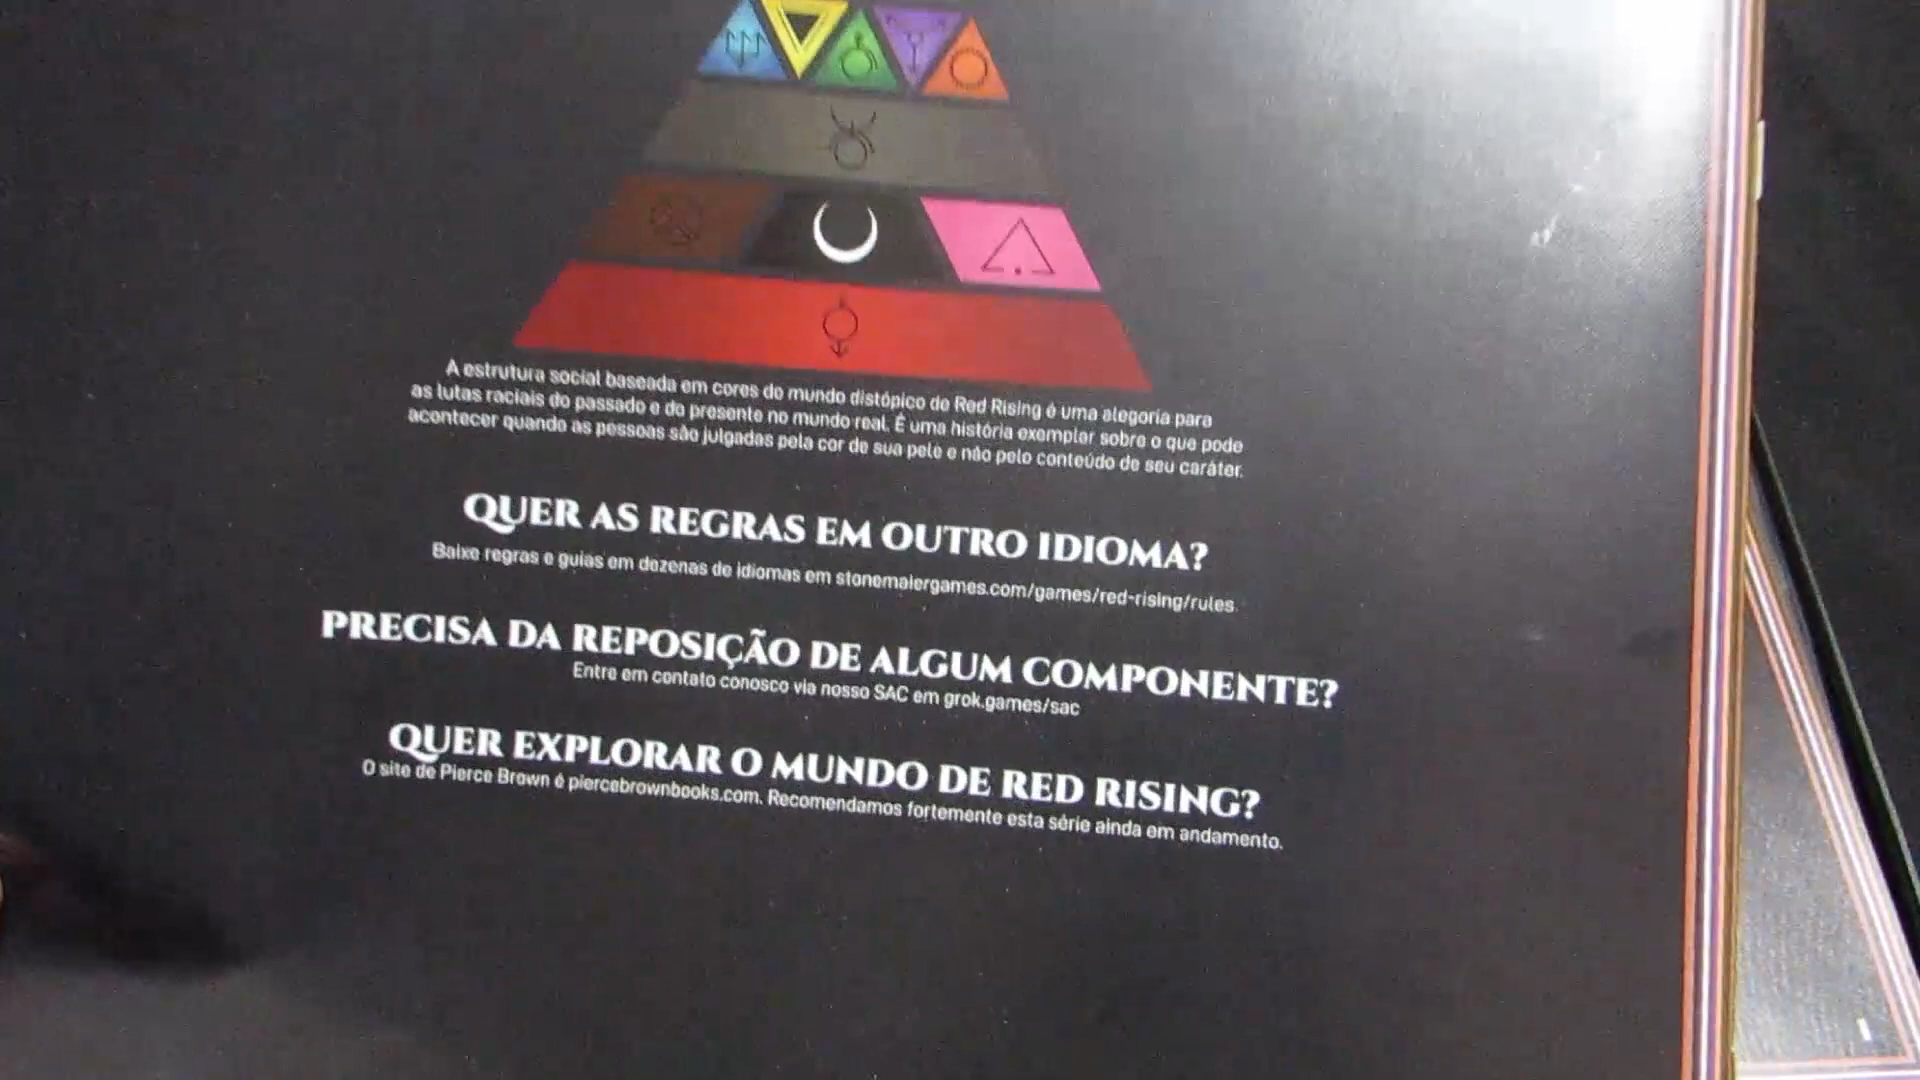 A estrutura social baseada em cores do mundo distópico de Red Rising é uma alegoria para
as lutas raciais do passado e do presente no mundo real. É uma história exemplar sobre o que pode
acontecer quando as pessoas são julgadas pela cor de sua pele e não pelo conteúdo de seu caráter.
QUER AS REGRAS EM OUTRO IDIOMA?
Baixe regras e guias em dezenas de idiomas em stonemaiergames.com/games/red-rising/rules
PRECISA DA REPOSIÇÃO DE ALGUM COMPONENTE?
Entre em contato conosco via nosso SAC em grok.games/sac
QUER EXPLORAR O MUNDO DE RED RISING?
O site de Pierce Brown é piercebrownbooks.com. Recomendamos fortemente esta série ainda em andamento.